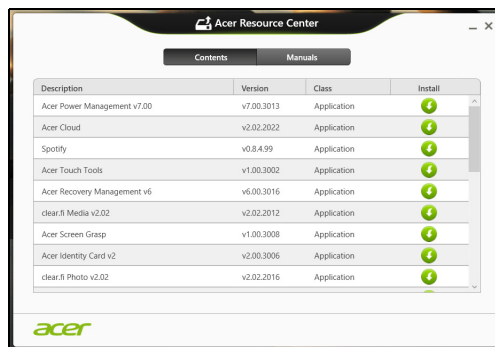 Acer Resource Center
Contents Manuals
Description Version Class Install
Acer Power Management v7.00 v7.00.3013 Application
Acer Cloud v2.02.2022 Application
Spotify v0.8.4.99 Application
Acer Touch Tools v1.00.3002 Application
Acer Recovery Management v6 v6.00.3016 Application
clear.fi Media v2.02 v2.02.2012 Application
Acer Screen Grasp v1.00.3008 Application
Acer Identity Card v2 v2.00.3006 Application
clear.fi Photo v2.02 v2.02.2016 Application
acer